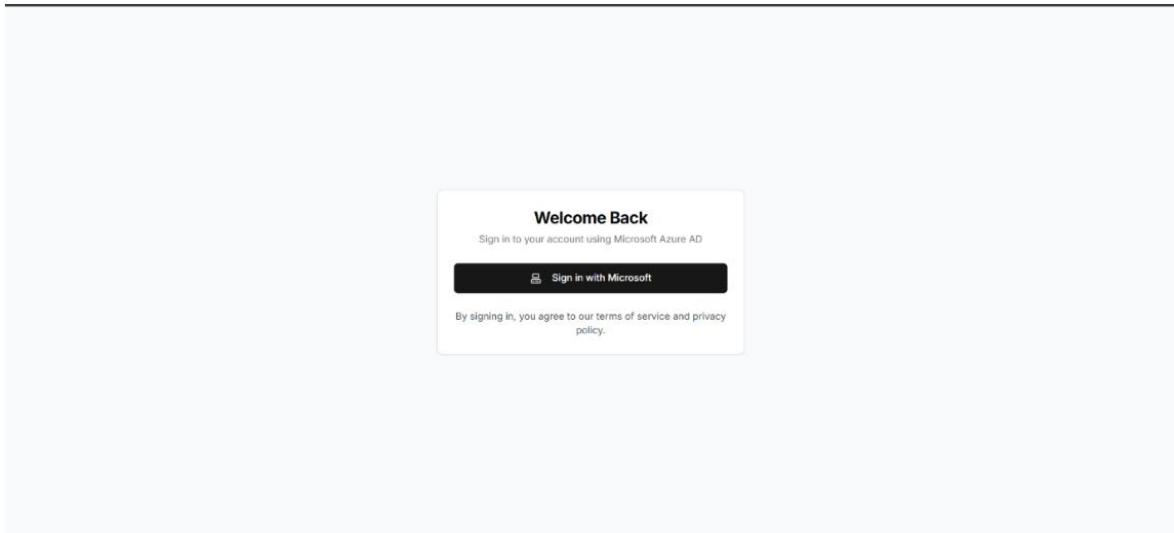 Welcome Back
Sign in to your account using Microsoft Azure AD
Sign in with Microsoft
By signing in, you agree to our terms of service and privacy
policy.